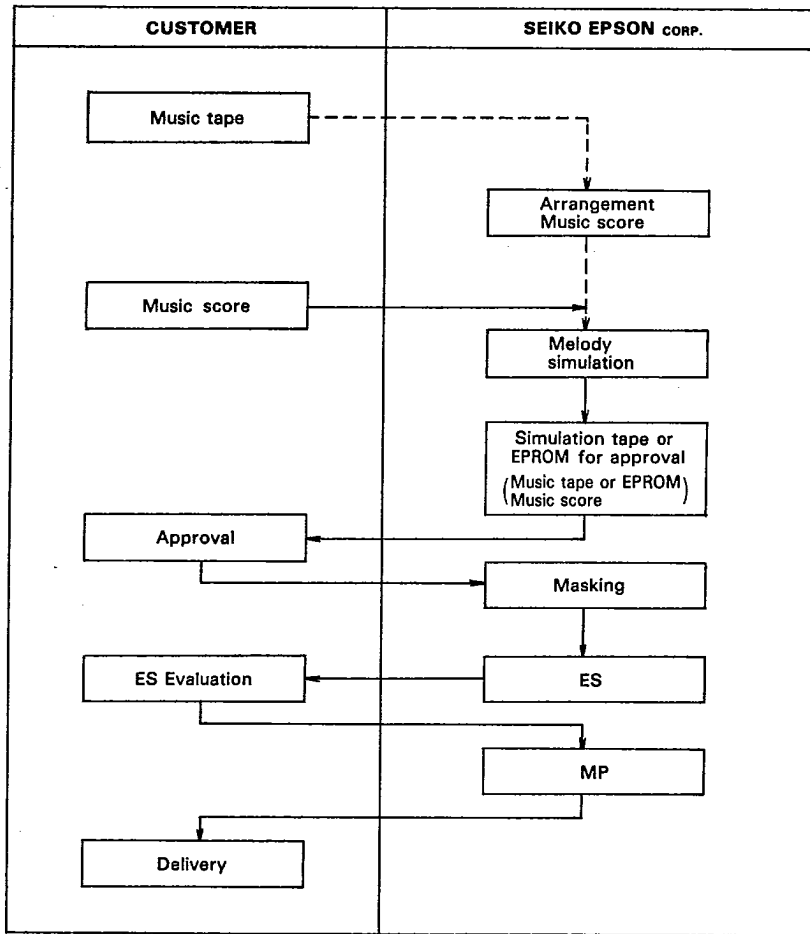 CUSTOMER
SEIKO EPSON CORP.
Music tape
Arrangement
Music score
Music score
Melody
simulation
Simulation tape or
EPROM for approval
(Music tape or EPROM)
Music score
Approval
Masking
ES Evaluation
ES
MP
Delivery